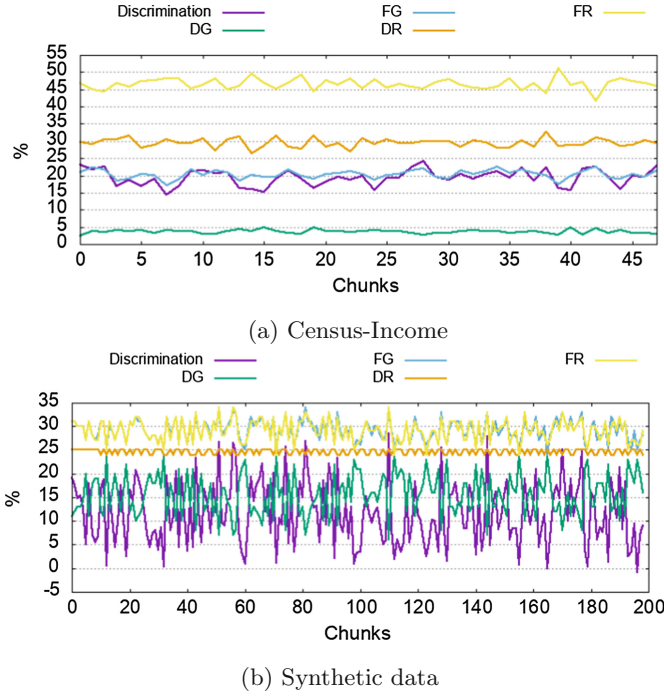 Discrimination FG FR
DG DR
55
50
45
40
35
30
25
20
15
10
5
0
%
0 5 10 15 20 25 30 35 40 45
Chunks
(a) Census-Income
Discrimination FG FR
DG DR
35
30
25
20
15
10
5
0
-5
%
0 20 40 60 80 100 120 140 160 180 200
Chunks
(b) Synthetic data